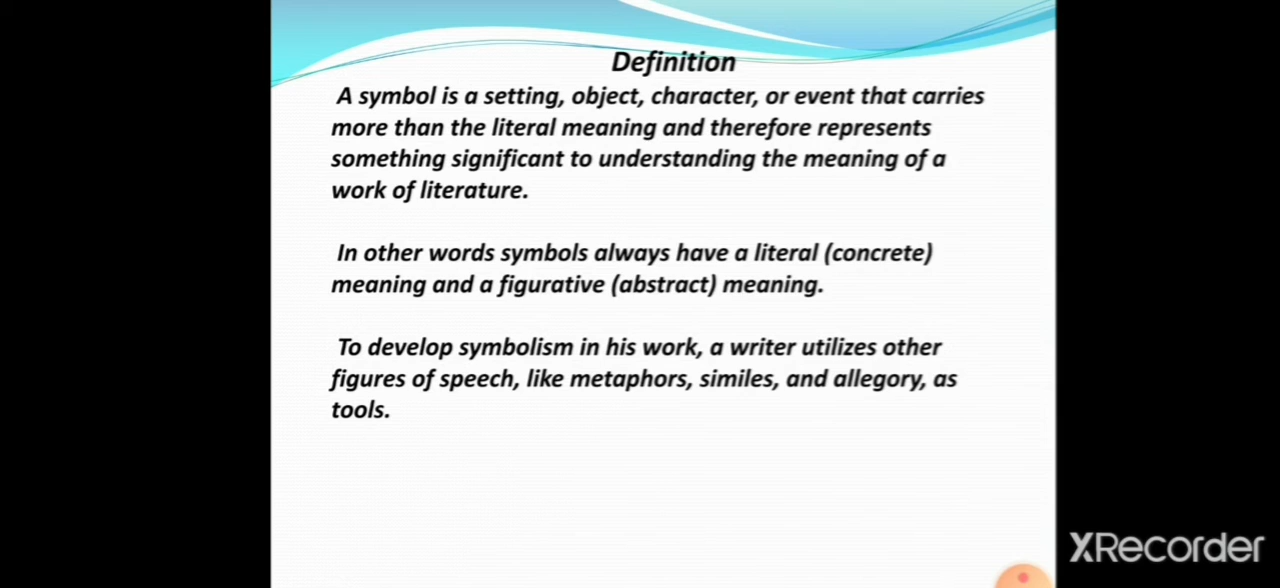 Definition
A symbol is a setting, object, character, or event that carries
more than the literal meaning and therefore represents
something significant to understanding the meaning of a
work of literature.
In other words symbols always have a literal (concrete)
meaning and a figurative (abstract) meaning.
To develop symbolism in his work, a writer utilizes other
figures of speech, like metaphors, similes, and allegory, as
tools.
XRecorder